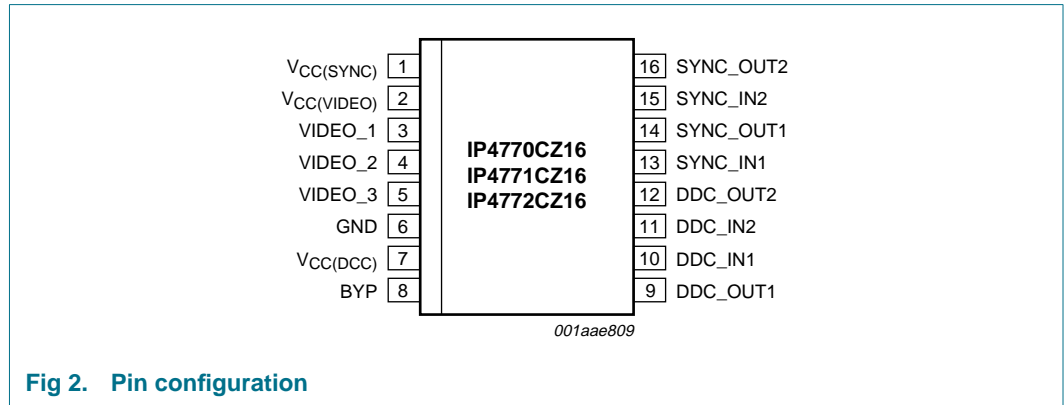 VCC(SYNC) 1
VCC(VIDEO) 2
VIDEO_1 3
VIDEO_2 4
VIDEO_3 5
GND 6
VCC(DCC) 7
BYP 8
IP4770CZ16
IP4771CZ16
IP4772CZ16
16 SYNC_OUT2
15 SYNC_IN2
14 SYNC_OUT1
13 SYNC_IN1
12 DDC_OUT2
11 DDC_IN2
10 DDC_IN1
9 DDC_OUT1
001aae809
Fig 2. Pin configuration